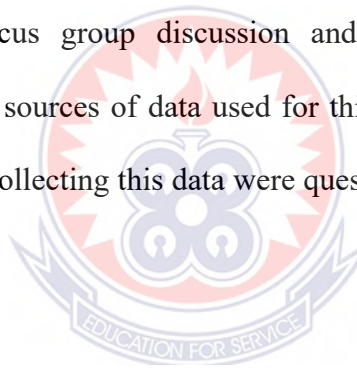 cus group discussion and
sources of data used for thi
ollecting this data were ques
EDUCATION FOR SERVICE